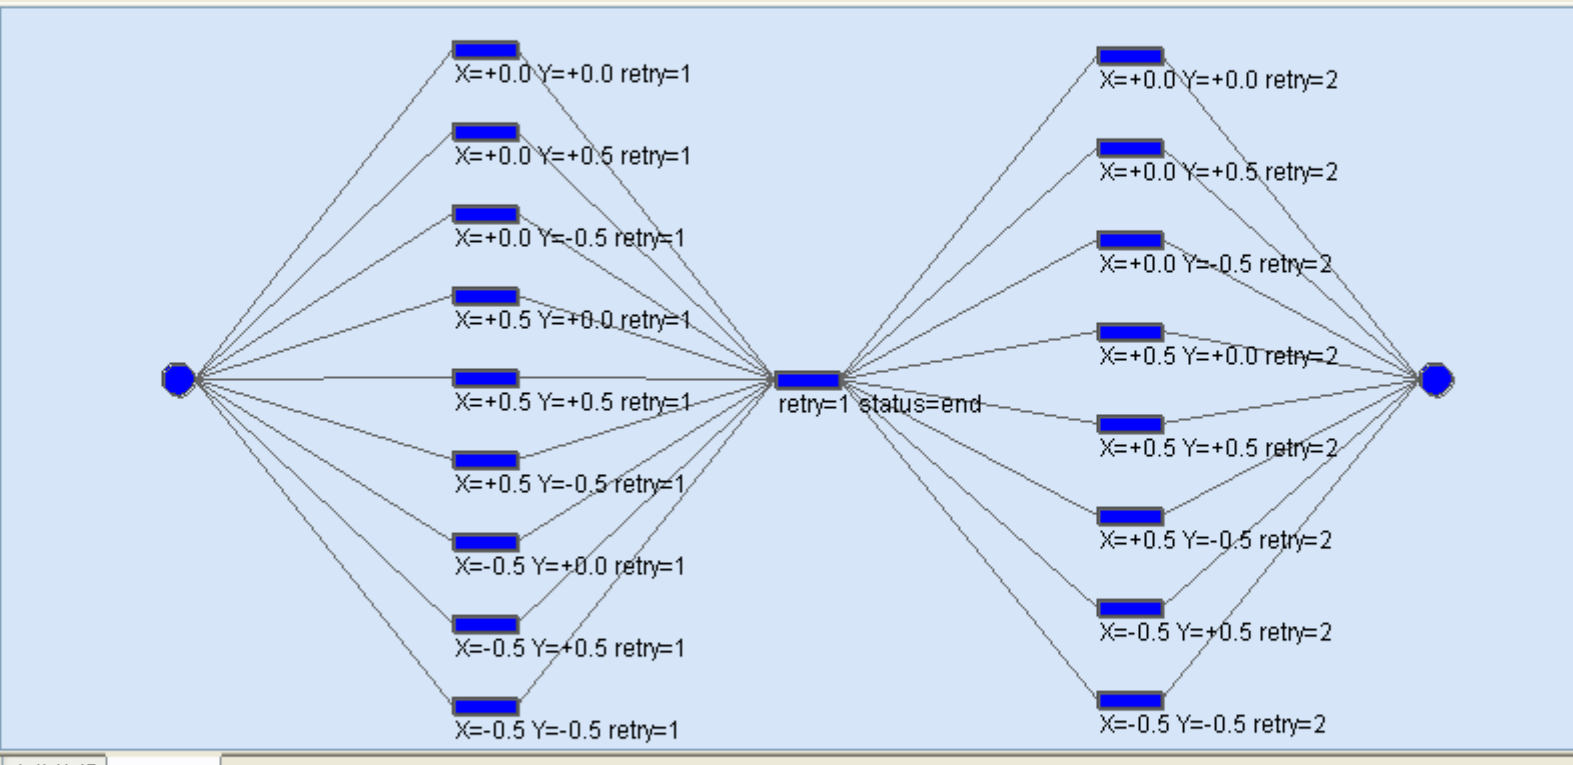 X=+0.0 Y=+0.0 retry=1
X=+0.0 Y=+0.5 retry=1
X=+0.0 Y=-0.5 retry=1
X=+0.5 Y=+0.0 retry=1
X=+0.5 Y=+0.5 retry=1
X=+0.5 Y=-0.5 retry=1
X=-0.5 Y=+0.0 retry=1
X=-0.5 Y=+0.5 retry=1
X=-0.5 Y=-0.5 retry=1
retry=1 status=end
X=+0.0 Y=+0.0 retry=2
X=+0.0 Y=+0.5 retry=2
X=+0.0 Y=-0.5 retry=2
X=+0.5 Y=+0.0 retry=2
X=+0.5 Y=+0.5 retry=2
X=+0.5 Y=-0.5 retry=2
X=-0.5 Y=+0.5 retry=2
X=-0.5 Y=-0.5 retry=2